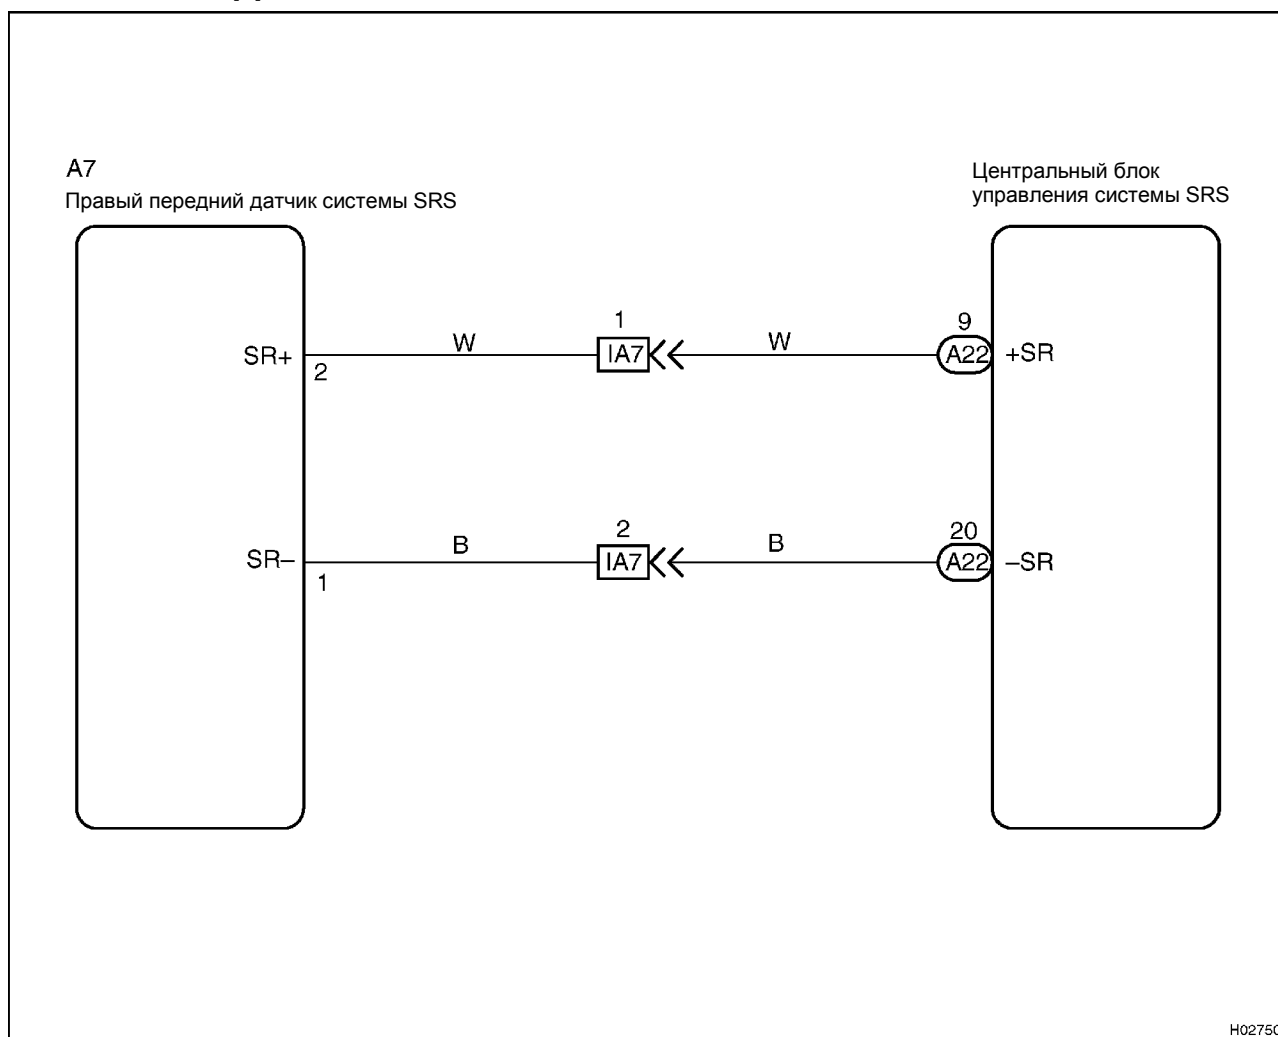 A7
Правый передний датчик системы SRS
Центральный блок
управления системы SRS
1
9
SR+
W
IA7
W
A22
+SR
2
2
20
SR–
B
IA7
B
A22
–SR
1